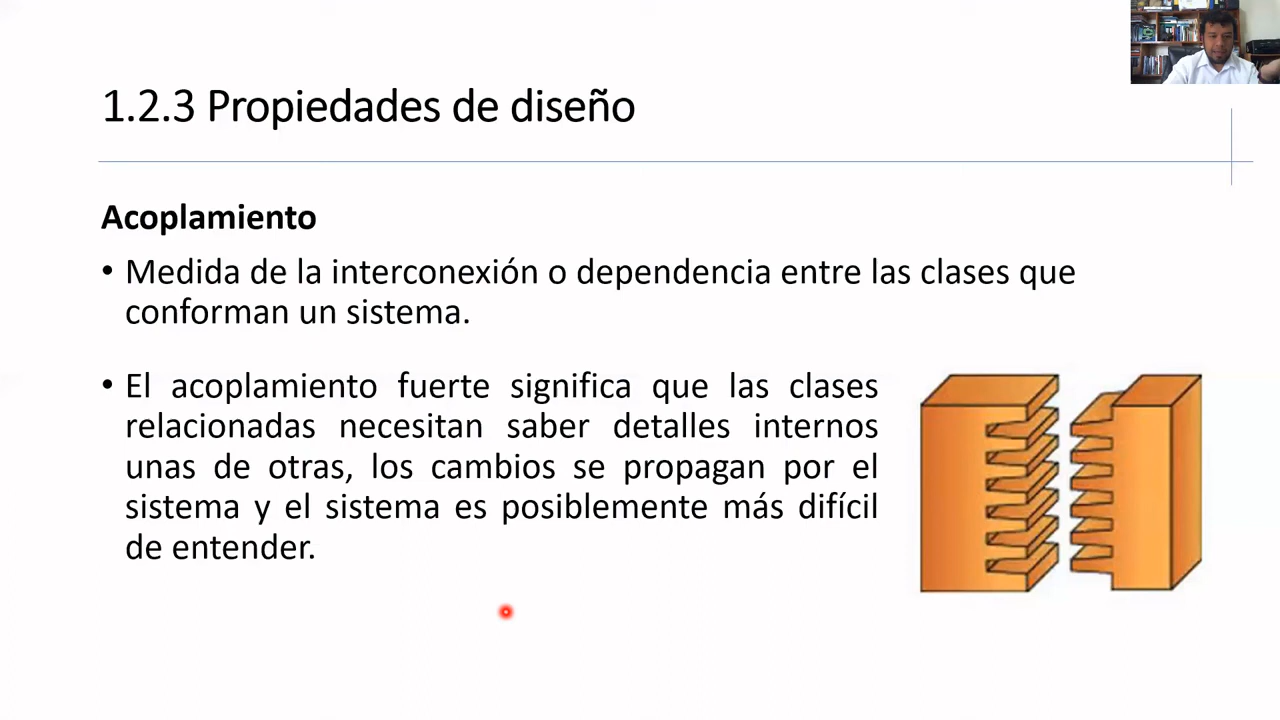 1.2.3 Propiedades de diseño
Acoplamiento
• Medida de la interconexión o dependencia entre las clases que
conforman un sistema.
• El acoplamiento fuerte significa que las clases
relacionadas necesitan saber detalles internos
unas de otras, los cambios se propagan por el
sistema y el sistema es posiblemente más difícil
de entender.